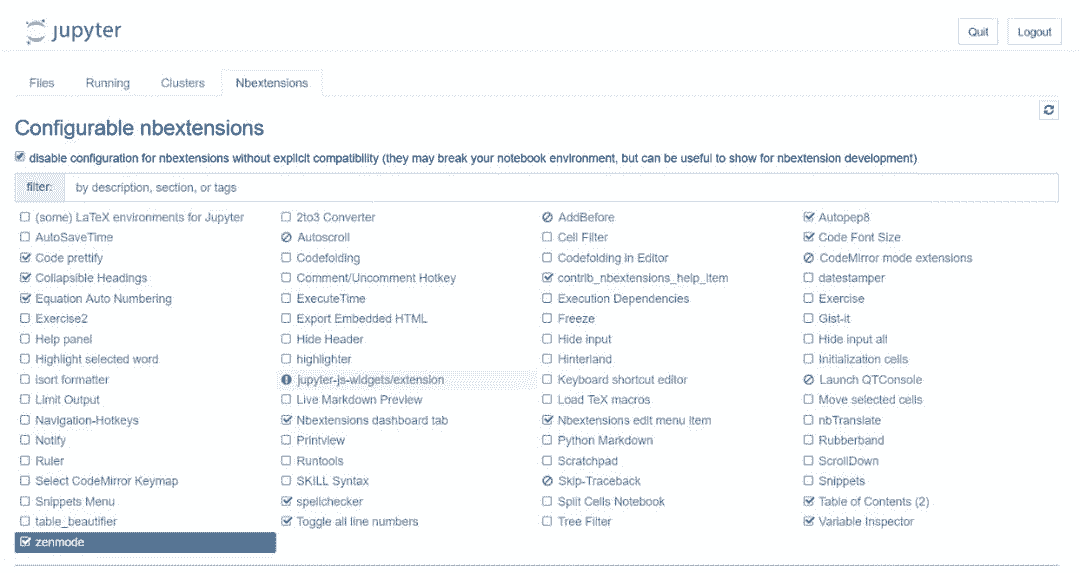 jupyter
Quit Logout
Files Running Clusters Nbextensions
Configurable nbextensions
disable configuration for nbextensions without explicit compatibility (they may break your notebook environment, but can be useful to show for nbextension development)
filter: by description, section, or tags
(some) LaTeX environments for Jupyter 2to3 Converter AddBefore Autopep8
AutoSaveTime Autoscroll Cell Filter Code Font Size
Code prettify Codefolding Codefolding in Editor CodeMirror mode extensions
Collapsible Headings Comment/Uncomment Hotkey contrib_nbextensions_help_item datestamper
Equation Auto Numbering ExecuteTime Execution Dependencies Exercise
Exercise2 Export Embedded HTML Freeze Gist-it
Help panel Hide Header Hide input Hide input all
Highlight selected word highlighter Hinterland Initialization cells
isort formatter jupyter-js-widgets/extension Keyboard shortcut editor Launch QTConsole
Limit Output Live Markdown Preview Load TeX macros Move selected cells
Navigation-Hotkeys Nbextensions dashboard tab Nbextensions edit menu item nbTranslate
Notify Printview Python Markdown Rubberband
Ruler Runtools Scratchpad ScrollDown
Select CodeMirror Keymap SKILL Syntax Skip-Traceback Snippets
Snippets Menu spellchecker Split Cells Notebook Table of Contents (2)
table_beautifier Toggle all line numbers Tree Filter Variable Inspector
zenmode